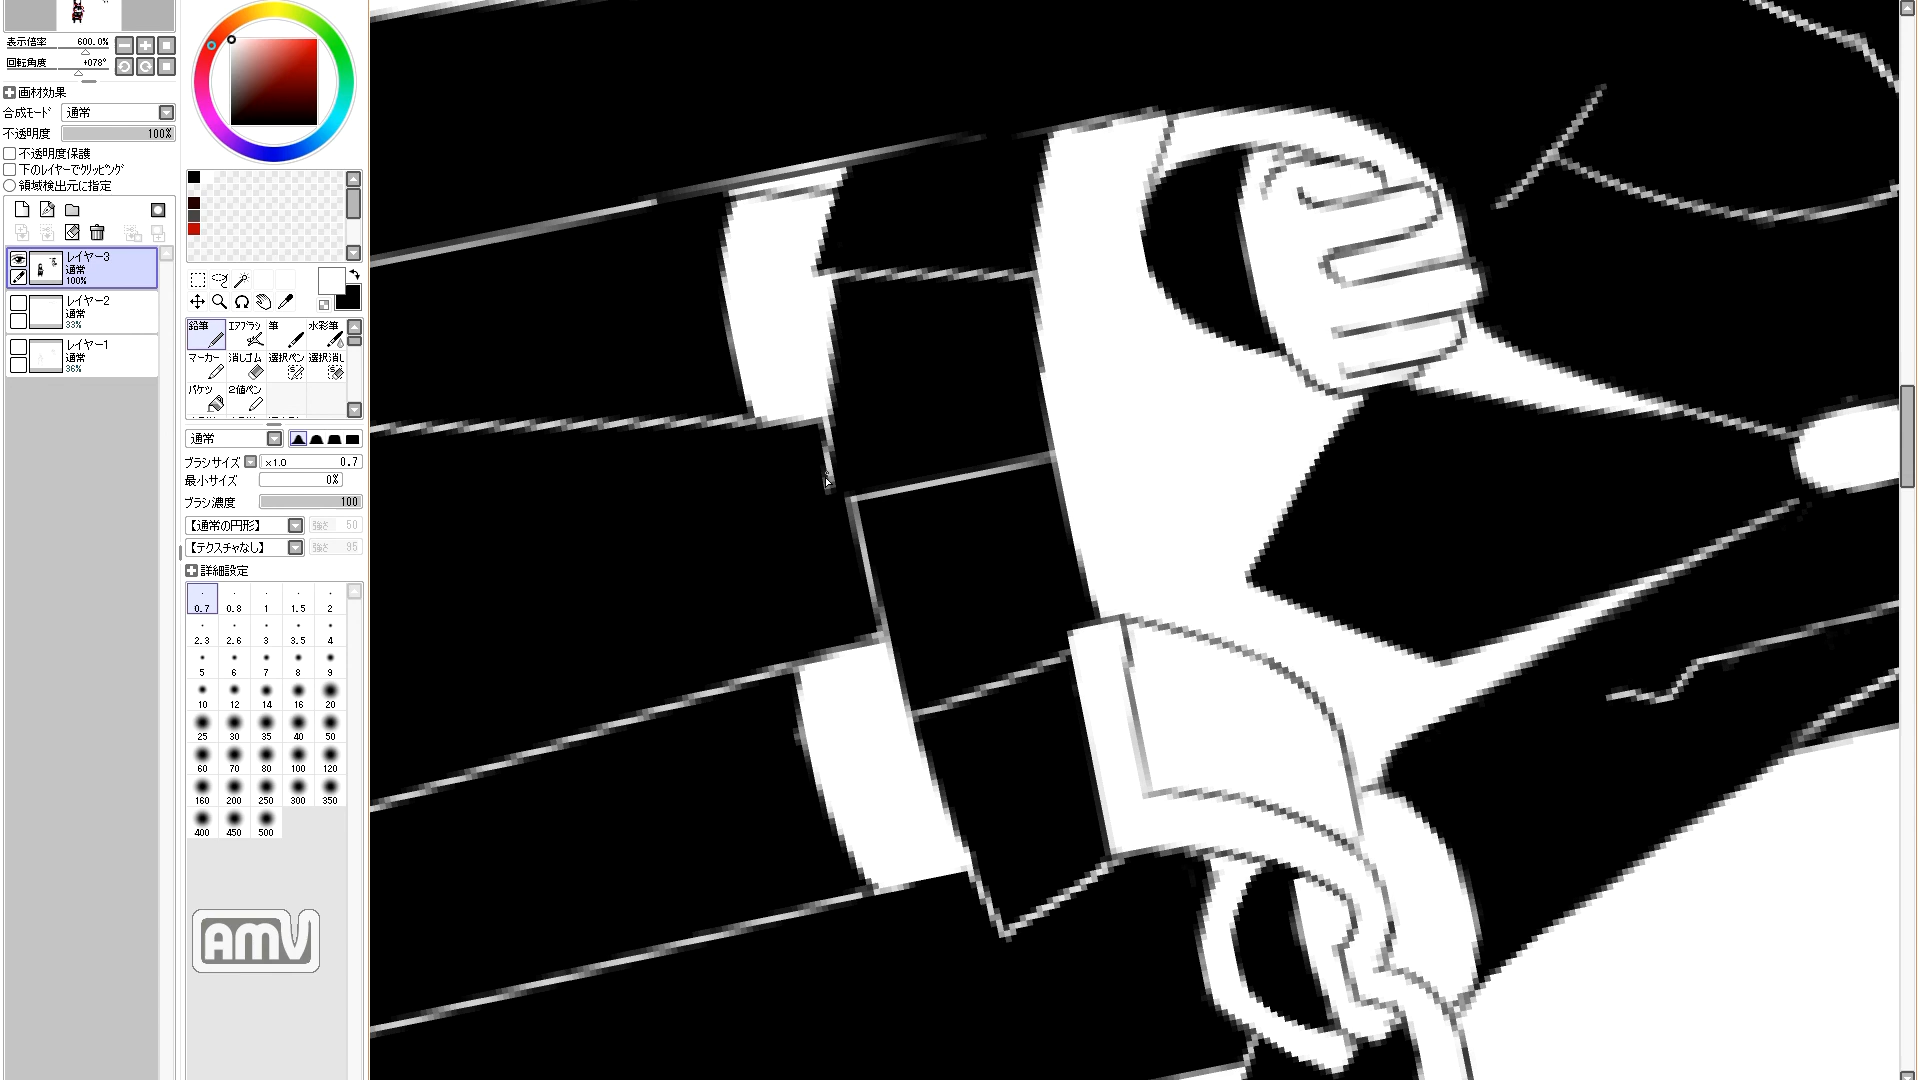 表示倍率 600.0%
回転角度 +078°
画材効果
合成モード 通常
不透明度 100%
不透明度保護
下のレイヤーでクリッピング
領域検出元に指定
レイヤー3
通常
100%
レイヤー2
通常
33%
レイヤー1
通常
36%
鉛筆 エアブラシ 筆 水彩筆
マーカー 消しゴム 選択ペン 選択消し
バケツ 2値ペン
通常
ブラシサイズ x1.0 0.7
最小サイズ 0%
ブラシ濃度 100
【通常の円形】 強さ 50
【テクスチャなし】 強さ 95
詳細設定
0.7 0.8 1 1.5 2
2.3 2.6 3 3.5 4
5 6 7 8 9
10 12 14 16 20
25 30 35 40 50
60 70 80 100 120
160 200 250 300 350
400 450 500
AMV